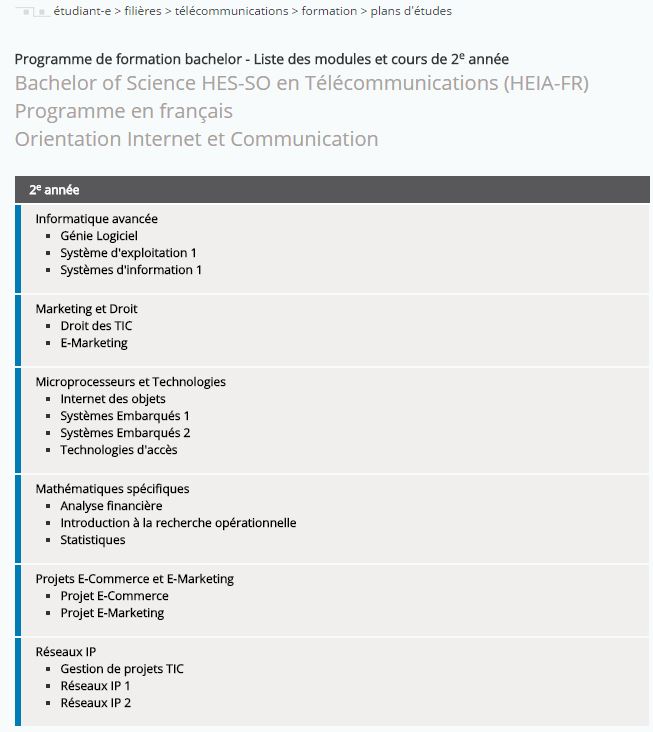 étudiant-e > filières > télécommunications > formation > plans d'études
Programme de formation bachelor - Liste des modules et cours de 2e année
Bachelor of Science HES-SO en Télécommunications (HEIA-FR)
Programme en français
Orientation Internet et Communication
2e année
Informatique avancée
Génie Logiciel
Système d'exploitation 1
Systèmes d'information 1
Marketing et Droit
Droit des TIC
E-Marketing
Microprocesseurs et Technologies
Internet des objets
Systèmes Embarqués 1
Systèmes Embarqués 2
Technologies d'accès
Mathématiques spécifiques
Analyse financière
Introduction à la recherche opérationnelle
Statistiques
Projets E-Commerce et E-Marketing
Projet E-Commerce
Projet E-Marketing
Réseaux IP
Gestion de projets TIC
Réseaux IP 1
Réseaux IP 2